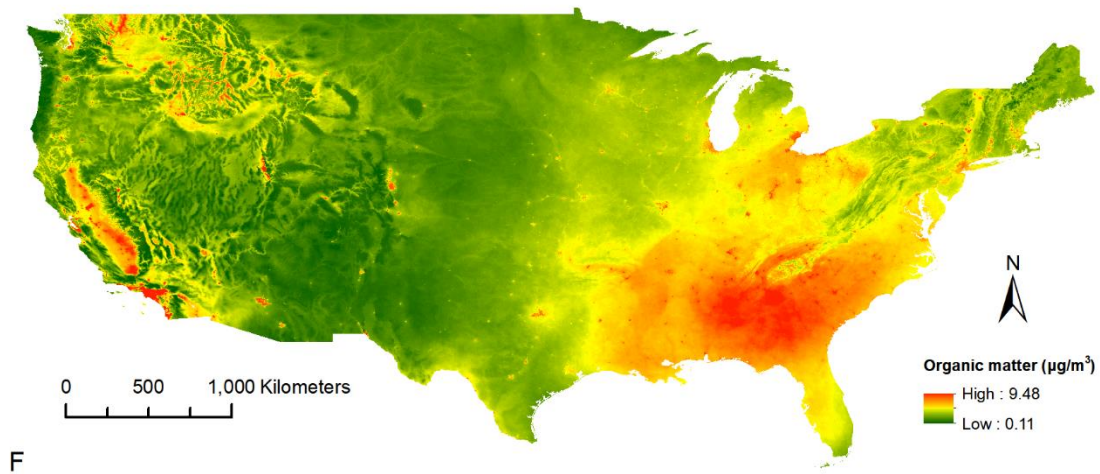 N
0 500 1,000 Kilometers
Organic matter (µg/m³)
High : 9.48
Low : 0.11
F